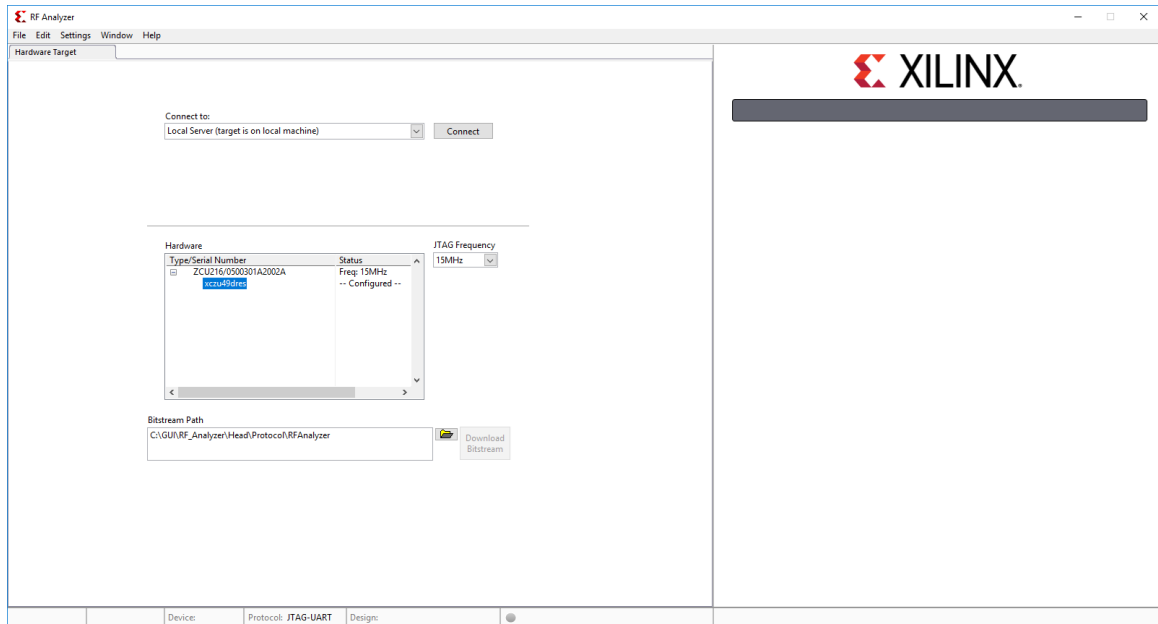 RF Analyzer
File Edit Settings Window Help
Hardware Target
XILINX.
Connect to:
Local Server (target is on local machine)
Connect
Hardware
JTAG Frequency
Type/Serial Number Status
15MHz
ZCU216/0500301A2002A Freq: 15MHz
xczu49dres -- Configured --
Bitstream Path
C:\GUI\RF_Analyzer\Head\Protocol\RFAnalyzer
Download
Bitstream
Device: Protocol: JTAG-UART Design: